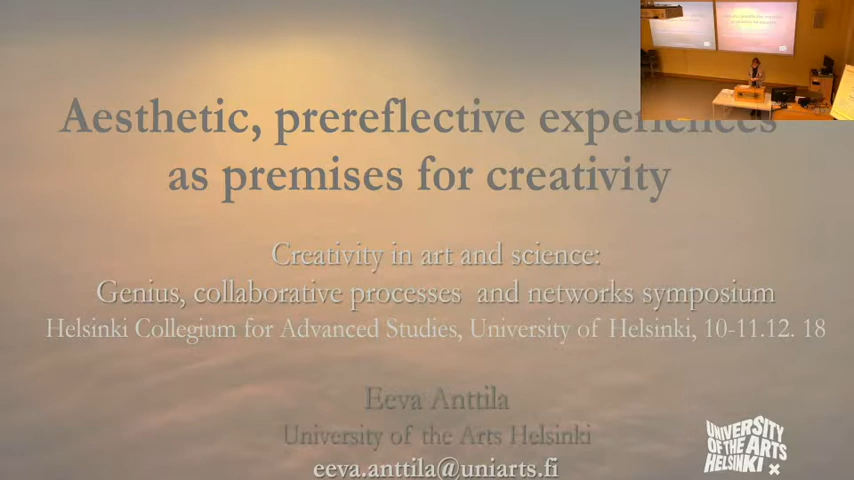 Aesthetic, prereflective experiences
as premises for creativity
Creativity in art and science:
Genius, collaborative processes and networks symposium
Helsinki Collegium for Advanced Studies, University of Helsinki, 10-11.12. 18
Eeva Anttila
University of the Arts Helsinki
eeva.anttila@uniarts.fi
UNIVERSITY
OF THE ARTS
HELSINKI